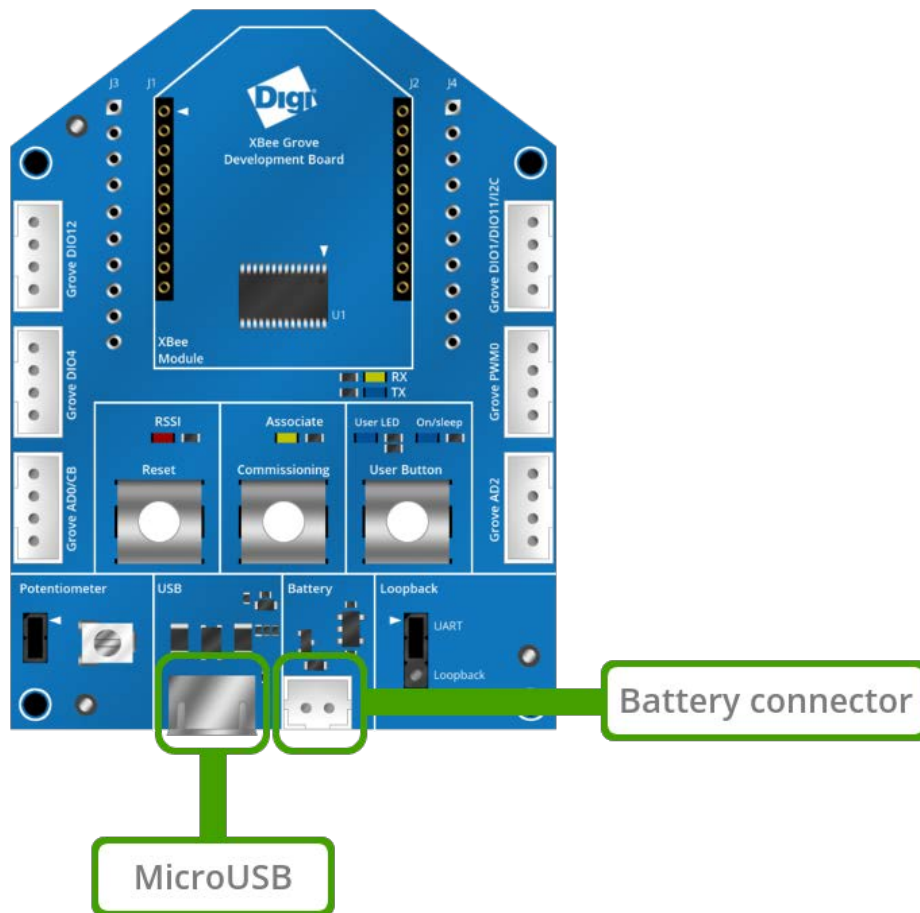 J3
J1
J2
J4
Digi
XBee Grove
Development Board
Grove DIO12
Grove DIO1/DIO11/I2C
U1
XBee
Module
Grove DIO4
Grove PWM0
RX
TX
RSSI
Associate
User LED
On/sleep
Reset
Commissioning
User Button
Grove AD0/CB
Grove AD2
Potentiometer
USB
Battery
Loopback
UART
Loopback
Battery connector
MicroUSB